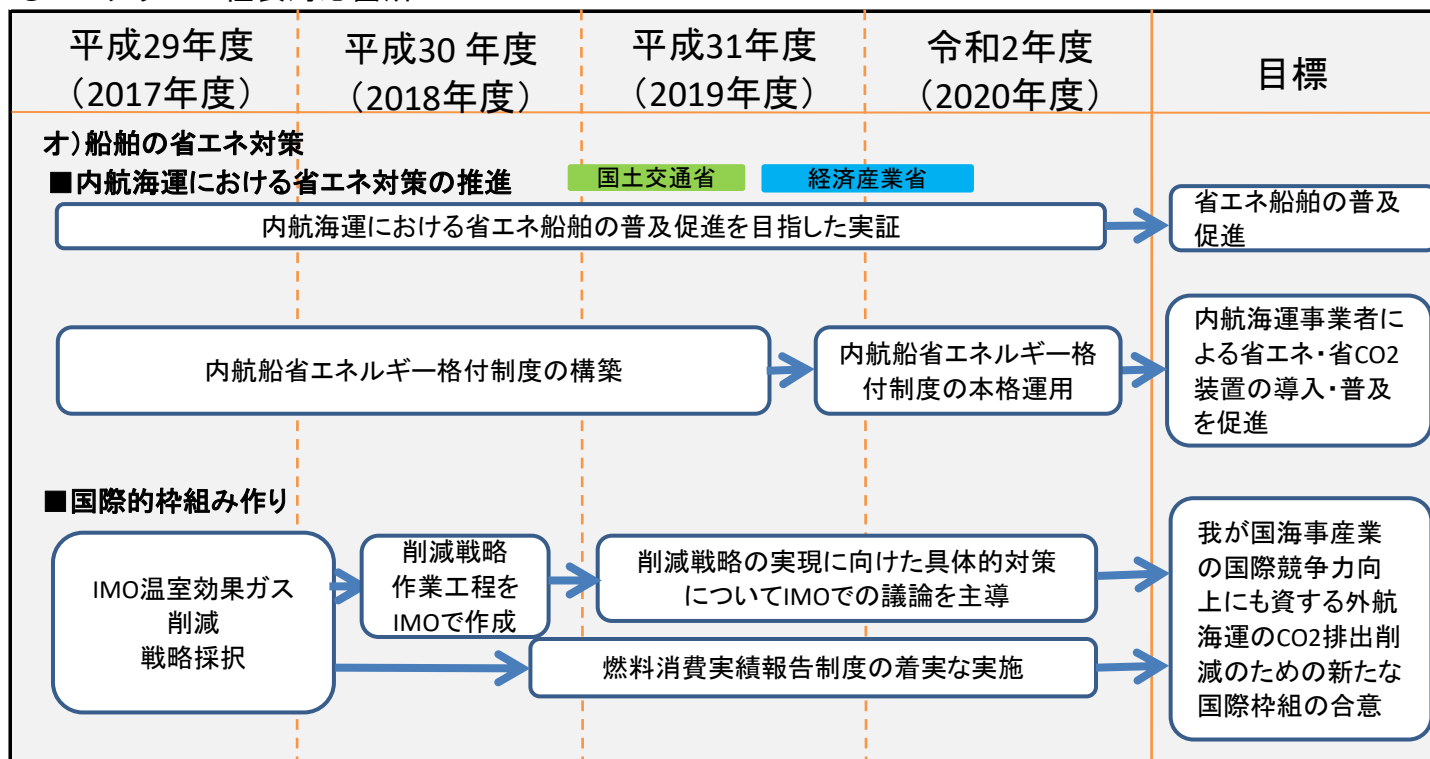 平成29年度
（2017年度）
平成30 年度
（2018年度）
平成31年度
（2019年度）
令和2年度
（2020年度）
目標
オ）船舶の省エネ対策
■内航海運における省エネ対策の推進
国土交通省
経済産業省
内航海運における省エネ船舶の普及促進を目指した実証
省エネ船舶の普及
促進
内航船省エネルギー格付制度の構築
内航船省エネルギー格
付制度の本格運用
内航海運事業者に
よる省エネ・省CO2
装置の導入・普及
を促進
■国際的枠組み作り
IMO温室効果ガス
削減
戦略採択
削減戦略
作業工程を
IMOで作成
削減戦略の実現に向けた具体的対策
についてIMOでの議論を主導
燃料消費実績報告制度の着実な実施
我が国海事産業
の国際競争力向
上にも資する外航
海運のCO2排出削
減のための新たな
国際枠組の合意